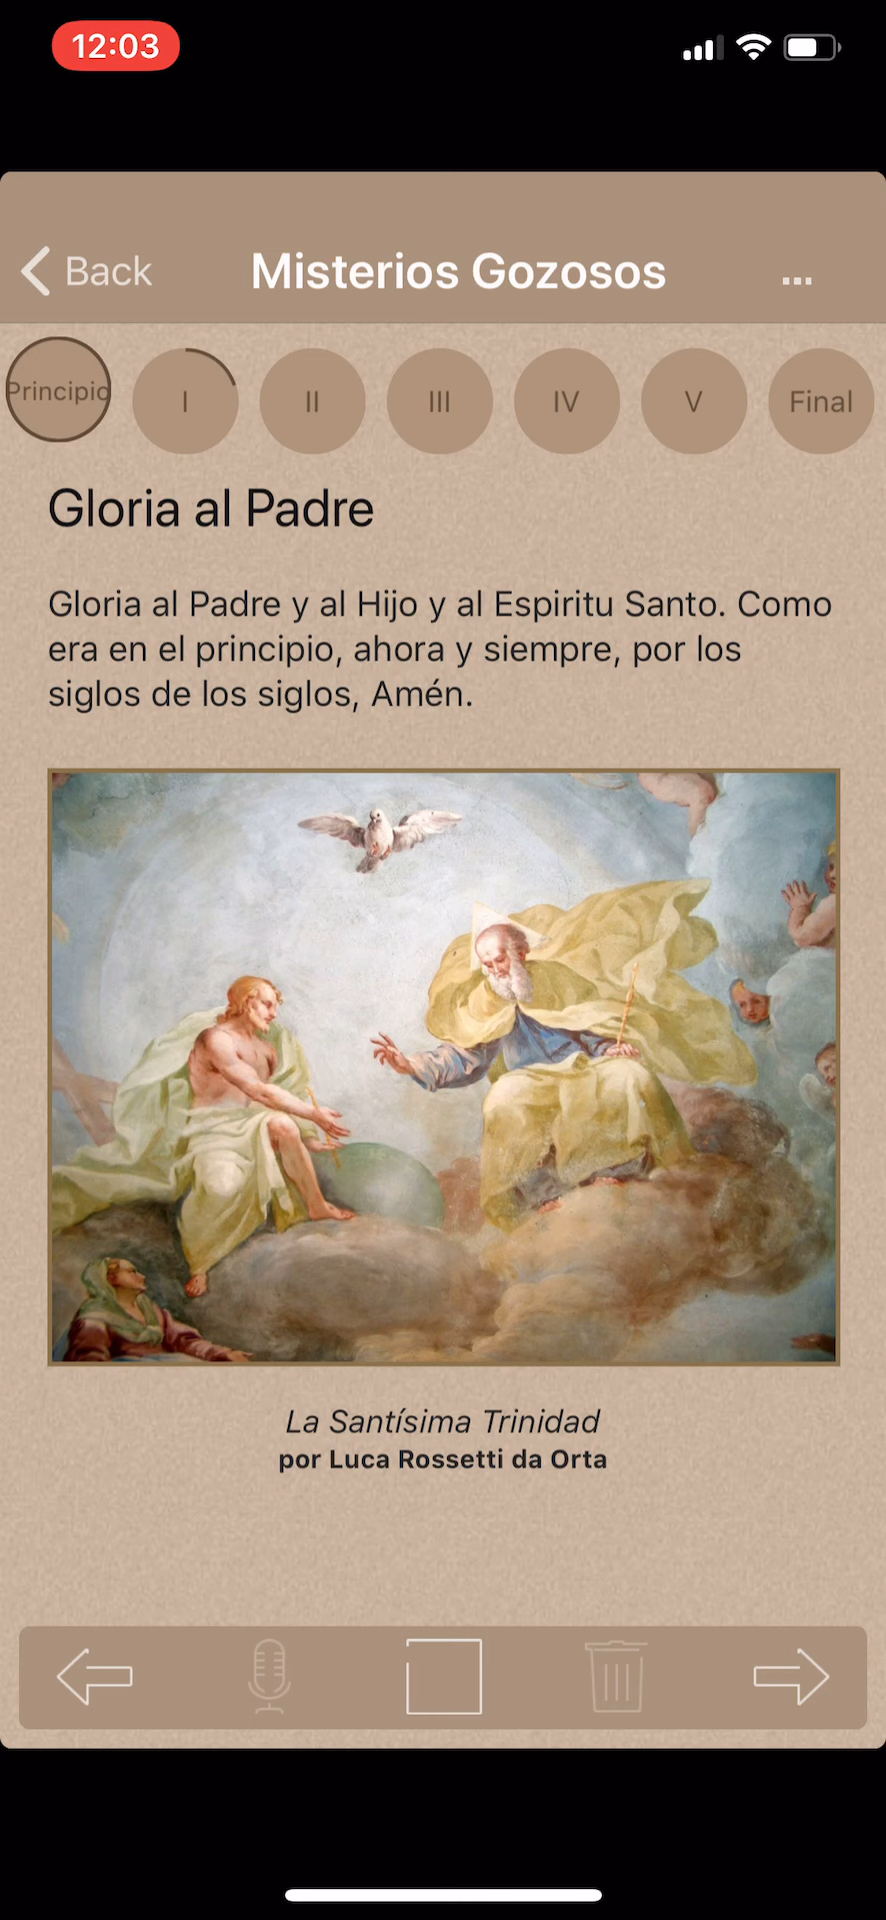 12:03
Back
Misterios Gozosos
...
Principio
I
II
III
IV
V
Final
Gloria al Padre
Gloria al Padre y al Hijo y al Espiritu Santo. Como
era en el principio, ahora y siempre, por los
siglos de los siglos, Amén.
La Santísima Trinidad
por Luca Rossetti da Orta